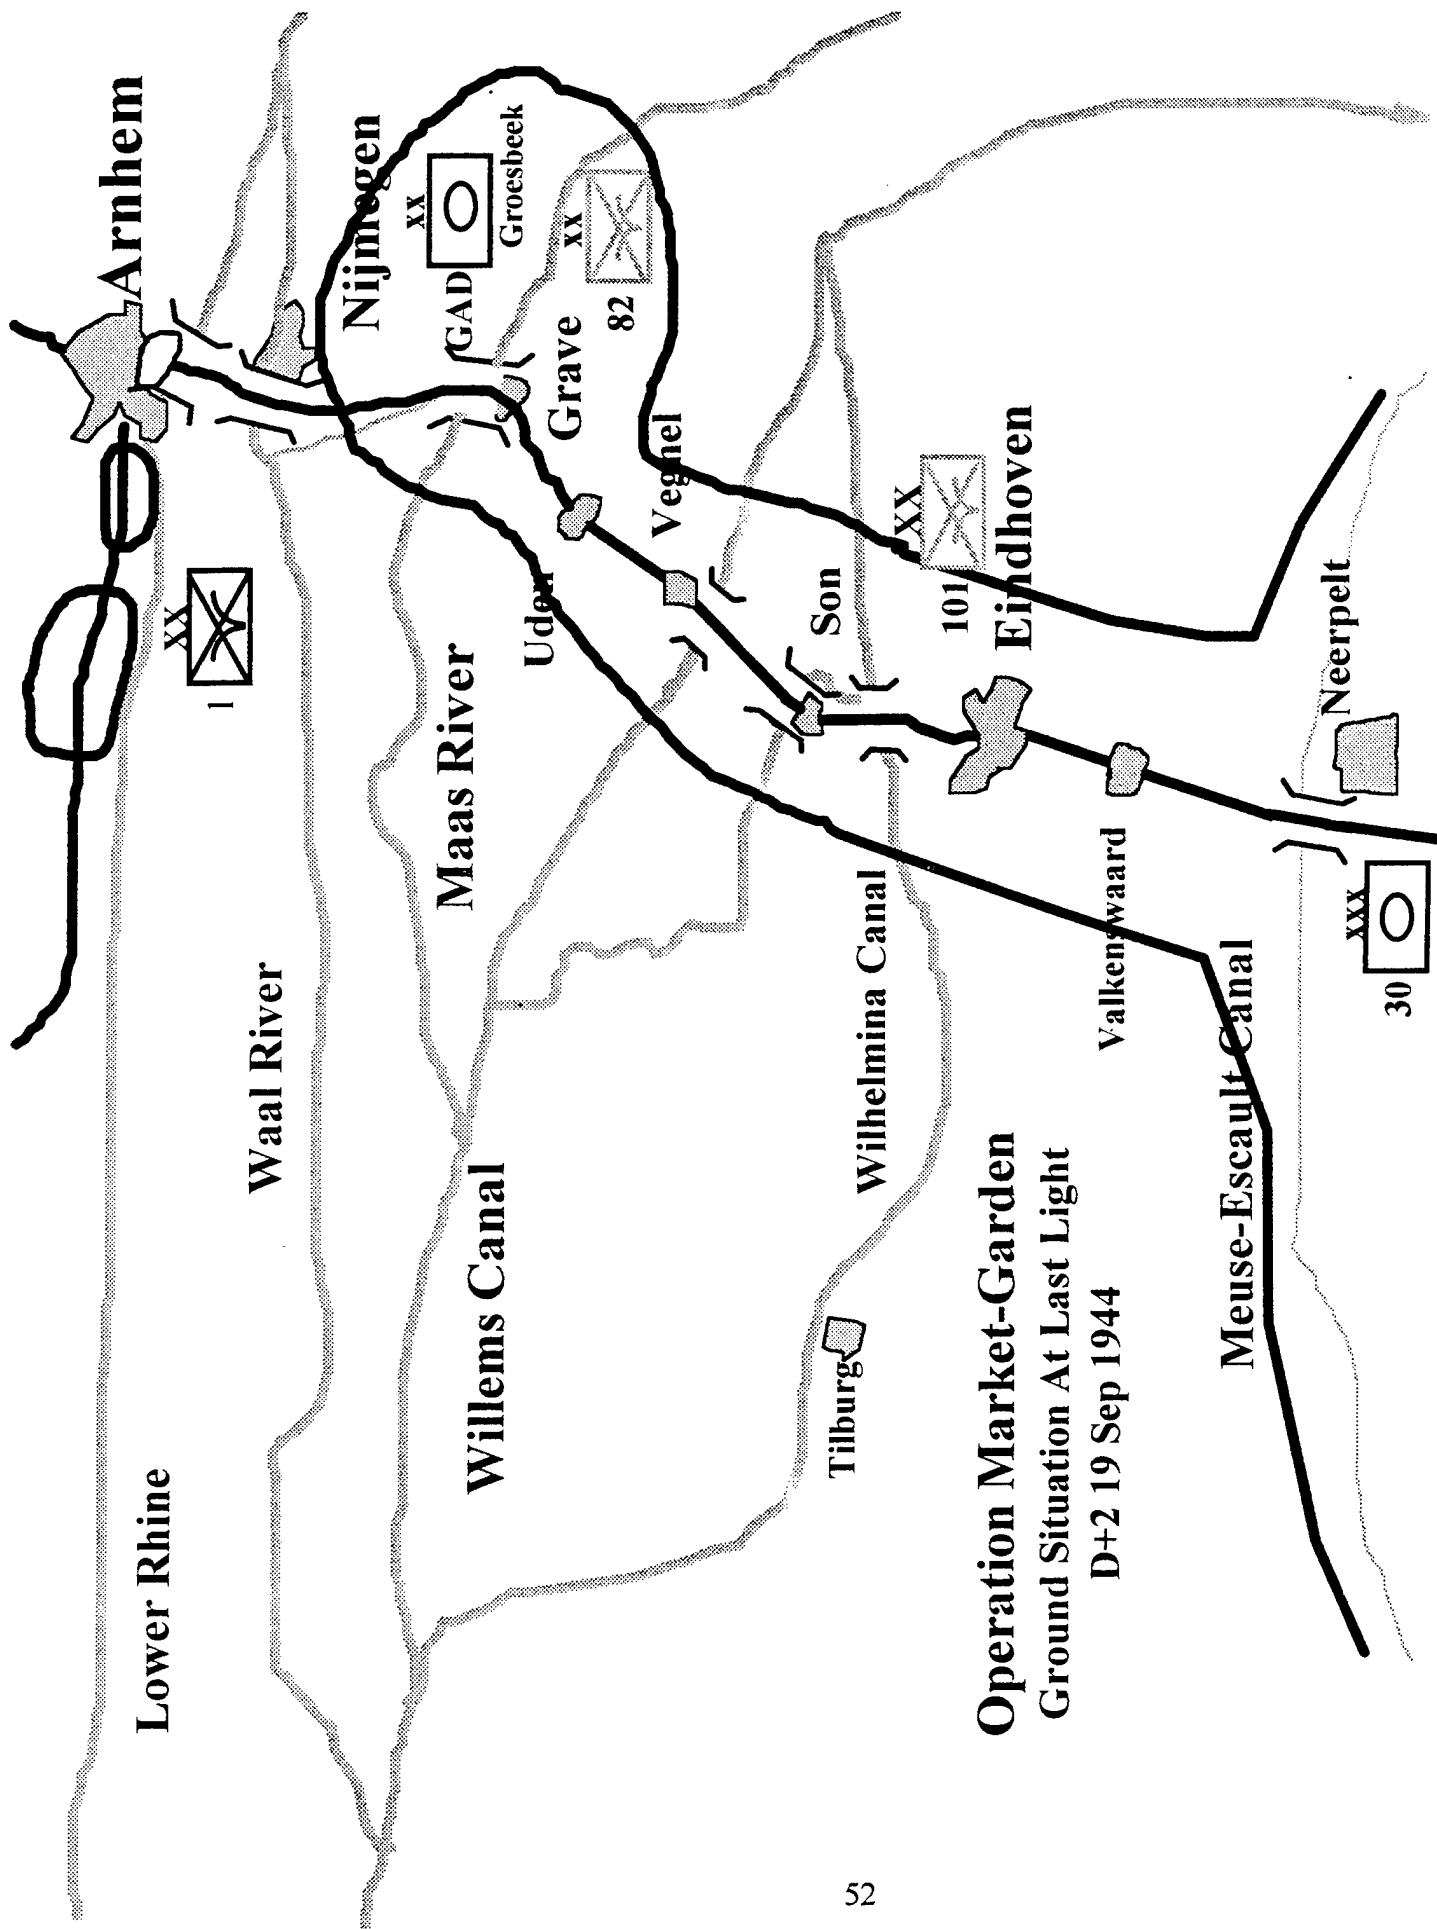 Arnhem
Nijmegen
XX
GAD
Groesbeek
XX
82
Grave
XX
1
Uden
Veghel
Maas River
Waal River
Lower Rhine
Willems Canal
Son
XX
101
Eindhoven
Wilhelmina Canal
Tilburg
Valkenswaard
Neerpelt
Meuse-Escault Canal
XXX
30
Operation Market-Garden
Ground Situation At Last Light
D+2 19 Sep 1944
52